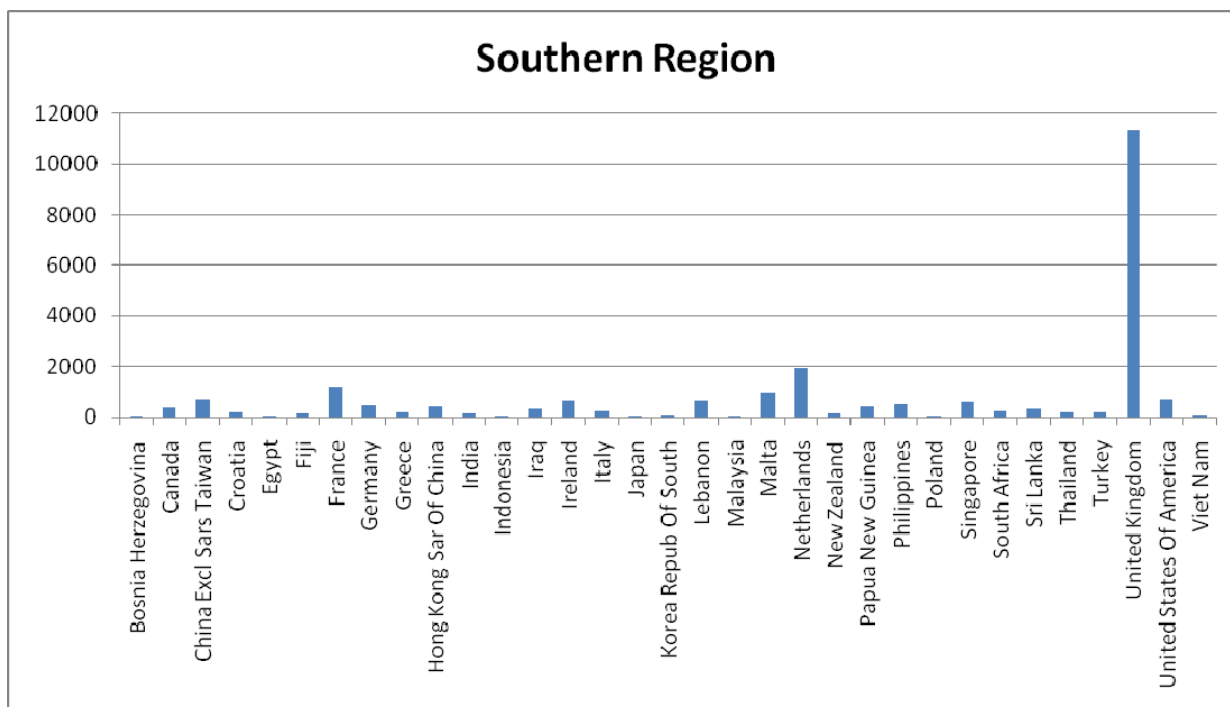 Southern Region
12000
10000
8000
6000
4000
2000
0
Bosnia Herzegovina
Canada
China Excl Sars Taiwan
Croatia
Egypt
Fiji
France
Germany
Greece
Hong Kong Sar Of China
India
Indonesia
Iraq
Ireland
Italy
Japan
Korea Repub Of South
Lebanon
Malaysia
Malta
Netherlands
New Zealand
Papua New Guinea
Philippines
Poland
Singapore
South Africa
Sri Lanka
Thailand
Turkey
United Kingdom
United States Of America
Viet Nam